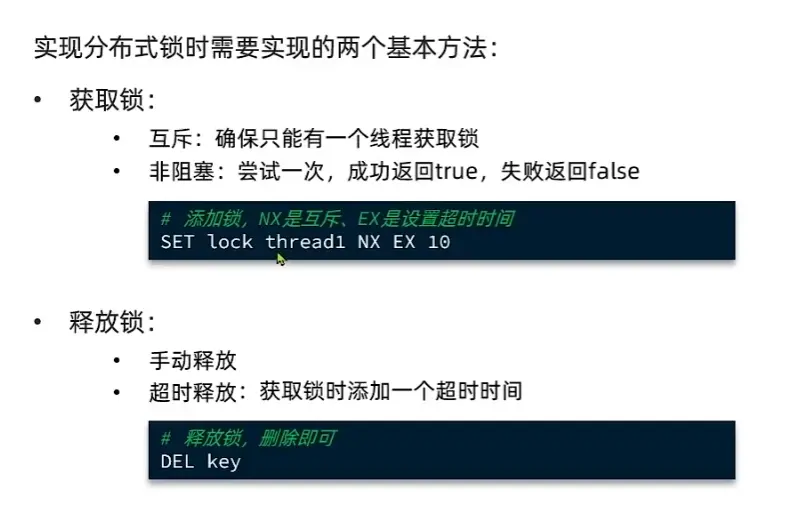 实现分布式锁时需要实现的两个基本方法：
• 获取锁：
• 互斥：确保只能有一个线程获取锁
• 非阻塞：尝试一次，成功返回true，失败返回false
# 添加锁，NX是互斥、EX是设置超时时间
SET lock thread1 NX EX 10
• 释放锁：
• 手动释放
• 超时释放：获取锁时添加一个超时时间
# 释放锁，删除即可
DEL key